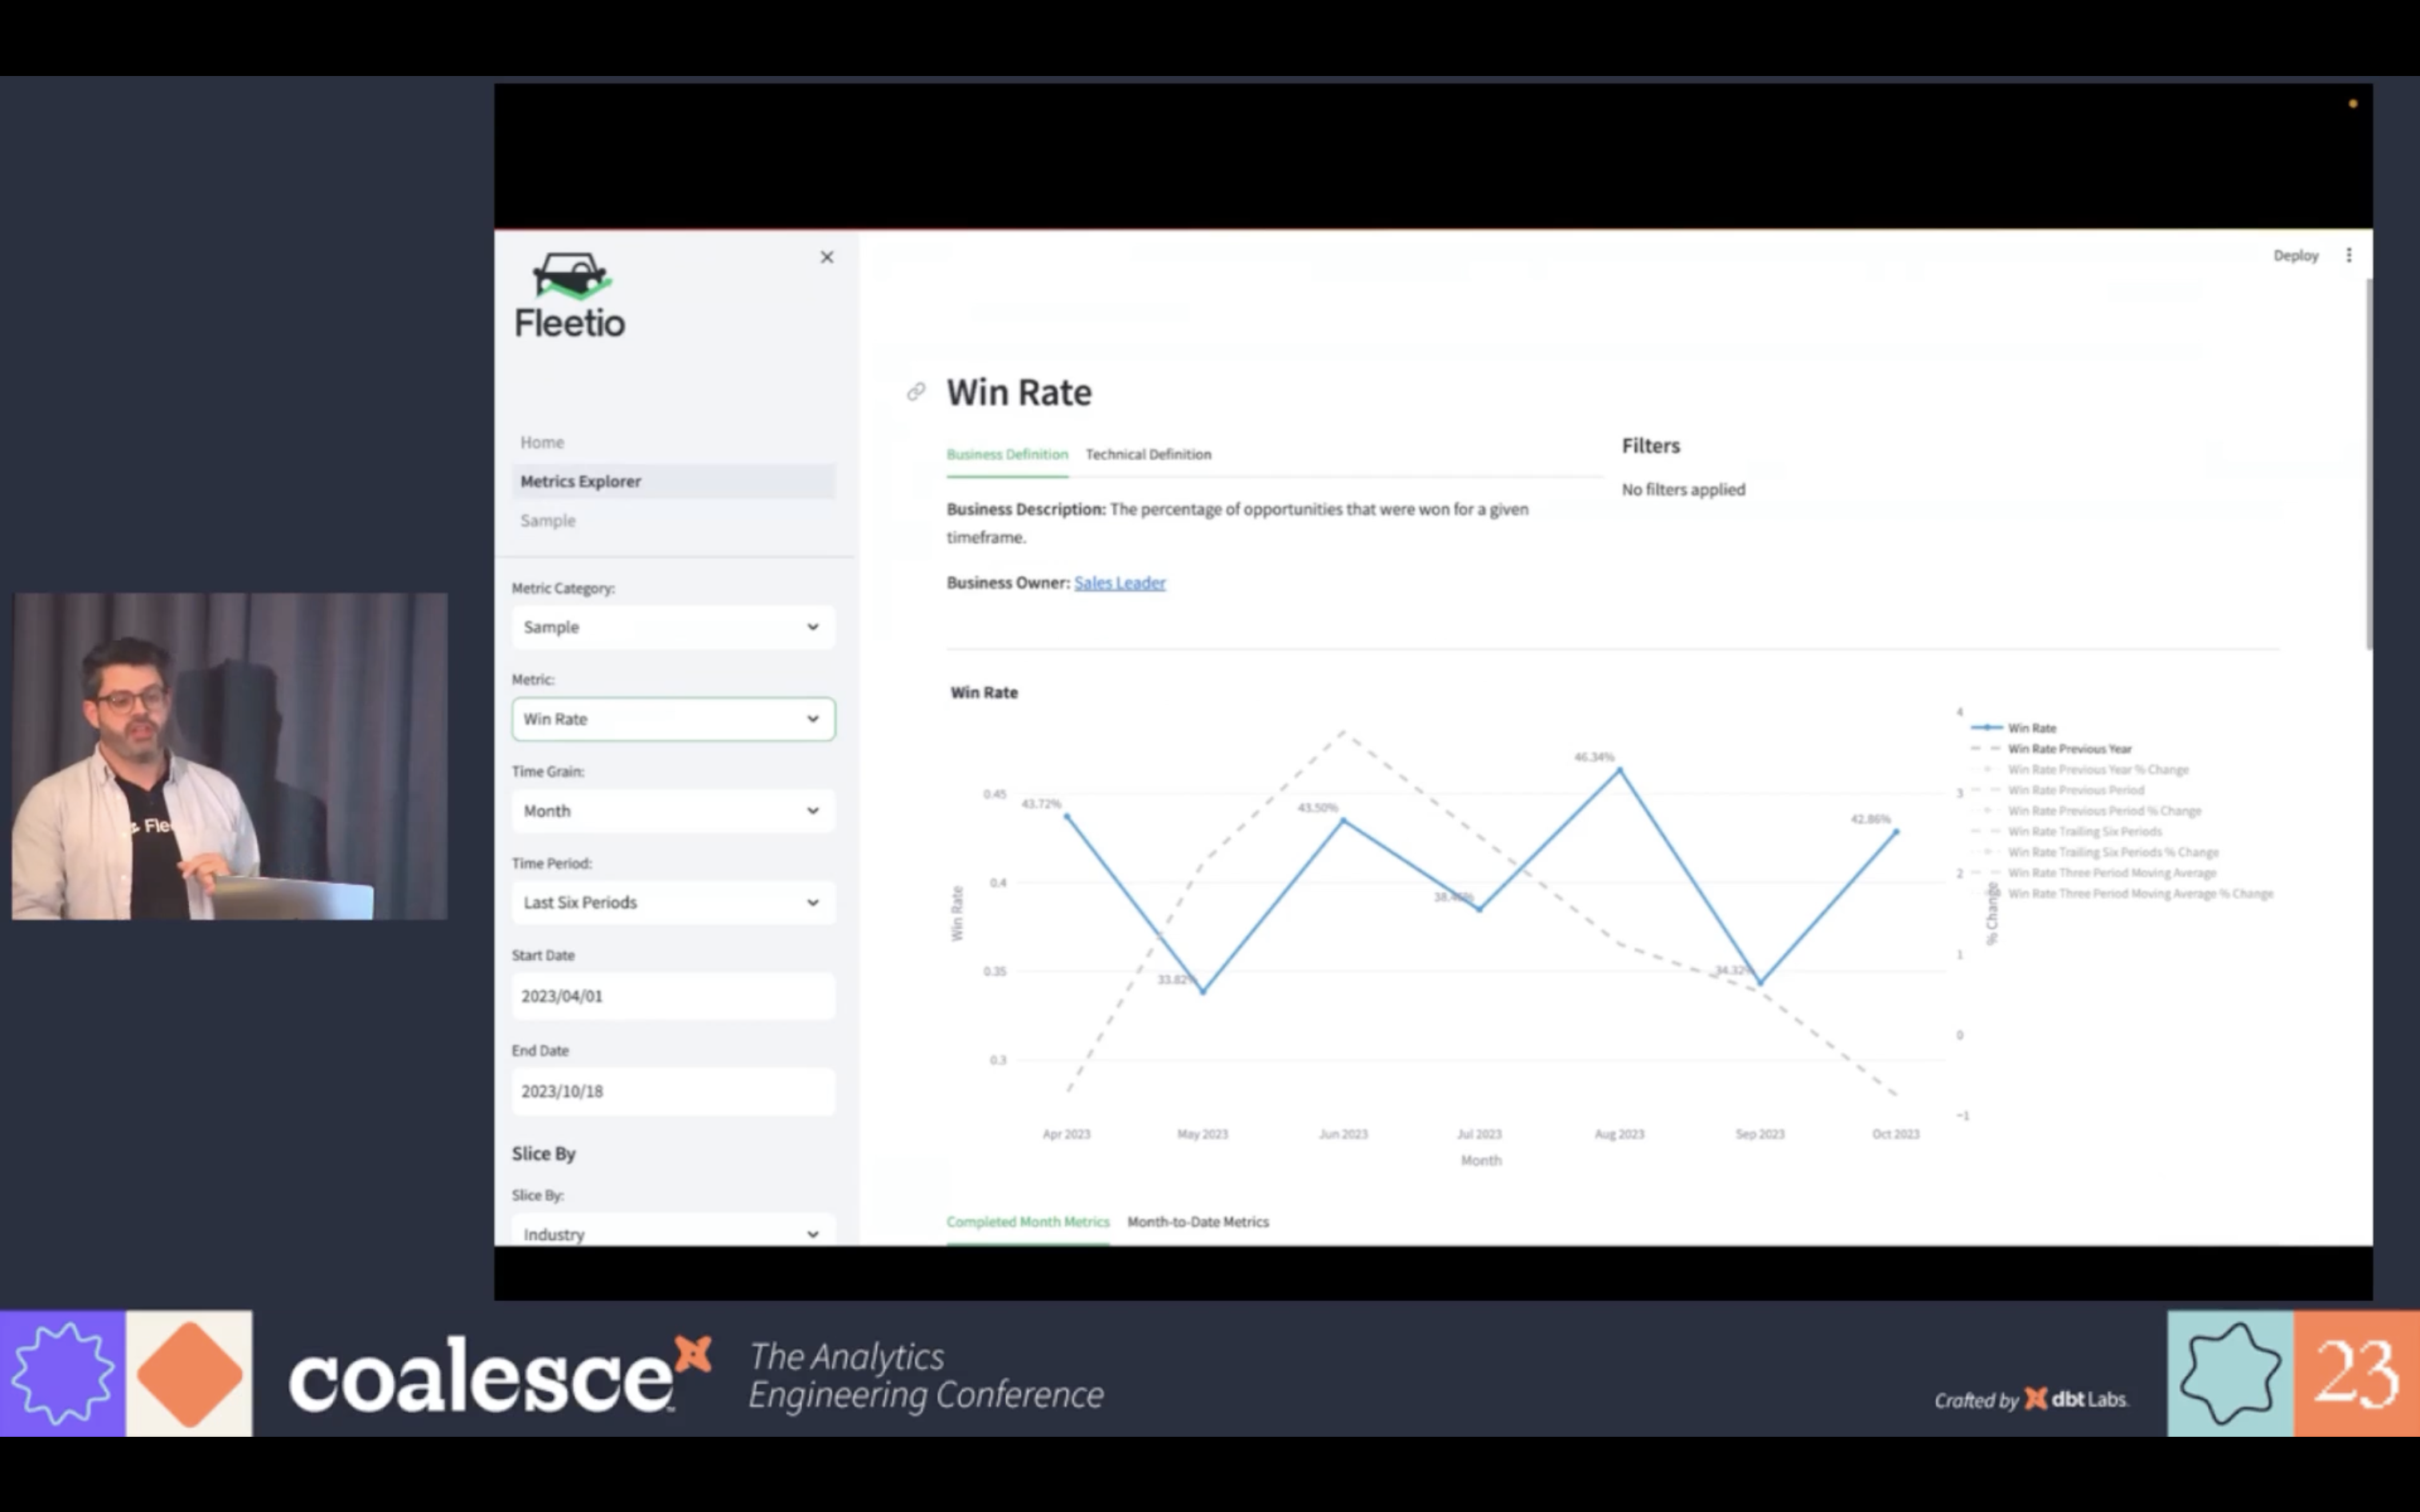 Deploy
Fleetio
Home
Metrics Explorer
Sample
Metric Category:
Sample
Metric:
Win Rate
Time Grain:
Month
Time Period:
Last Six Periods
Start Date
2023/04/01
End Date
2023/10/18
Slice By
Slice By:
Industry
Win Rate
Business Definition
Technical Definition
Business Description: The percentage of opportunities that were won for a given
timeframe.
Business Owner: Sales Leader
Filters
No filters applied
Win Rate
Win Rate
0.45
0.4
0.35
0.3
43.72%
33.82%
43.50%
46.34%
34.32%
42.86%
Apr 2023
May 2023
Jun 2023
Jul 2023
Aug 2023
Sep 2023
Oct 2023
Month
4
3
2
1
0
−1
% Change
Win Rate
Win Rate Previous Year
Win Rate Previous Year % Change
Win Rate Previous Period
Win Rate Previous Period % Change
Win Rate Trailing Six Periods
Win Rate Trailing Six Periods % Change
Win Rate Three Period Moving Average
Win Rate Three Period Moving Average % Change
Completed Month Metrics
Month-to-Date Metrics
Flee
coalesce
The Analytics
Engineering Conference
Crafted by dbt Labs
23